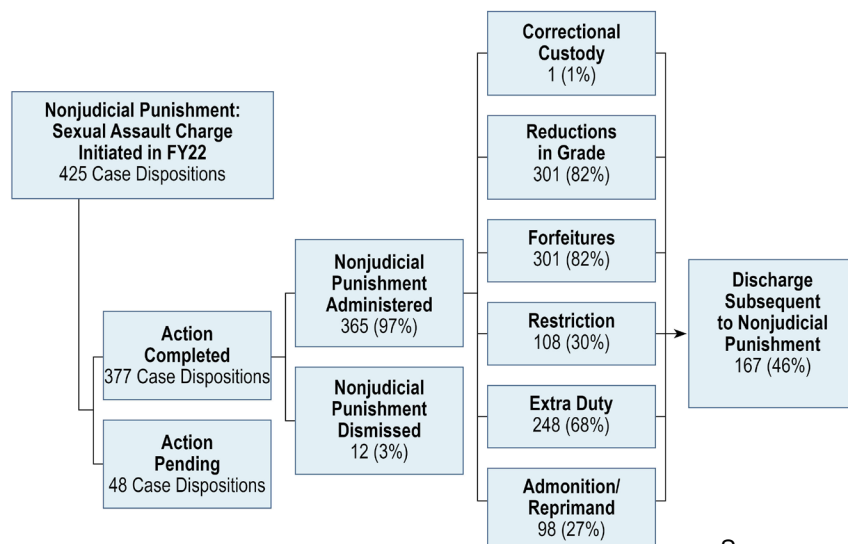 Nonjudicial Punishment:
Sexual Assault Charge
Initiated in FY22
425 Case Dispositions
Action
Completed
377 Case Dispositions
Action
Pending
48 Case Dispositions
Nonjudicial
Punishment
Administered
365 (97%)
Nonjudicial
Punishment
Dismissed
12 (3%)
Correctional
Custody
1 (1%)
Reductions
in Grade
301 (82%)
Forfeitures
301 (82%)
Restriction
108 (30%)
Extra Duty
248 (68%)
Admonition/
Reprimand
98 (27%)
Discharge
Subsequent
to Nonjudicial
Punishment
167 (46%)